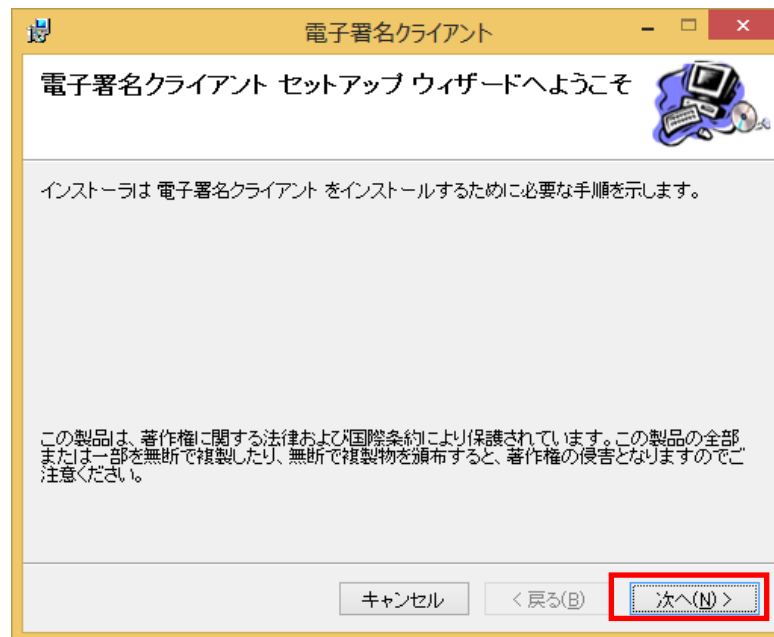 電子署名クライアント
電子署名クライアント セットアップ ウィザードへようこそ
インストーラは 電子署名クライアント をインストールするために必要な手順を示します。
この製品は、著作権に関する法律および国際条約により保護されています。この製品の全部
または一部を無断で複製したり、無断で複製物を頒布すると、著作権の侵害となりますのでご
注意ください。
キャンセル
< 戻る(B)
次へ(N) >